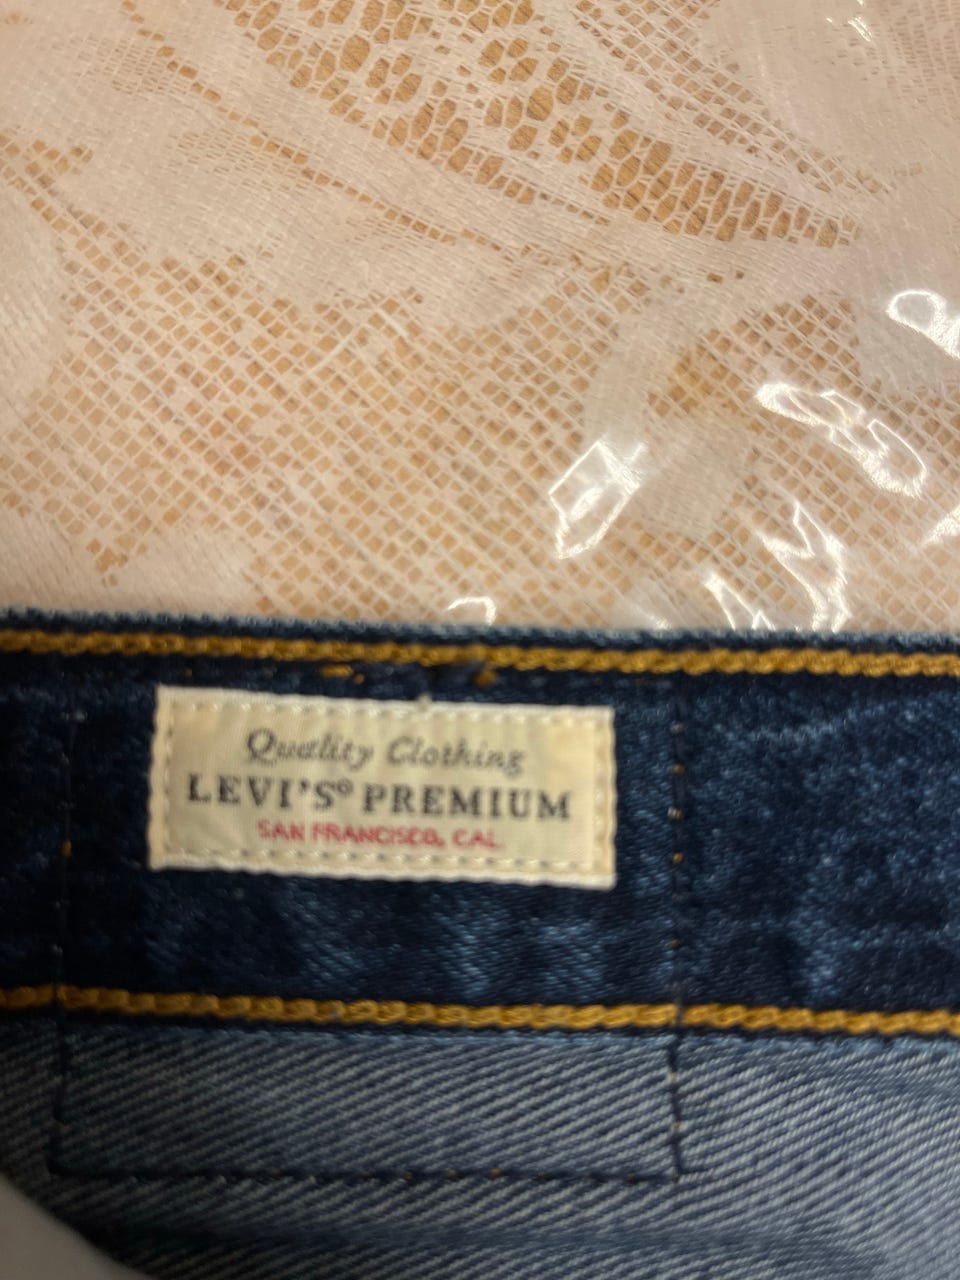 Quality Clothing
LEVI'S® PREMIUM
SAN FRANCISCO, CAL.